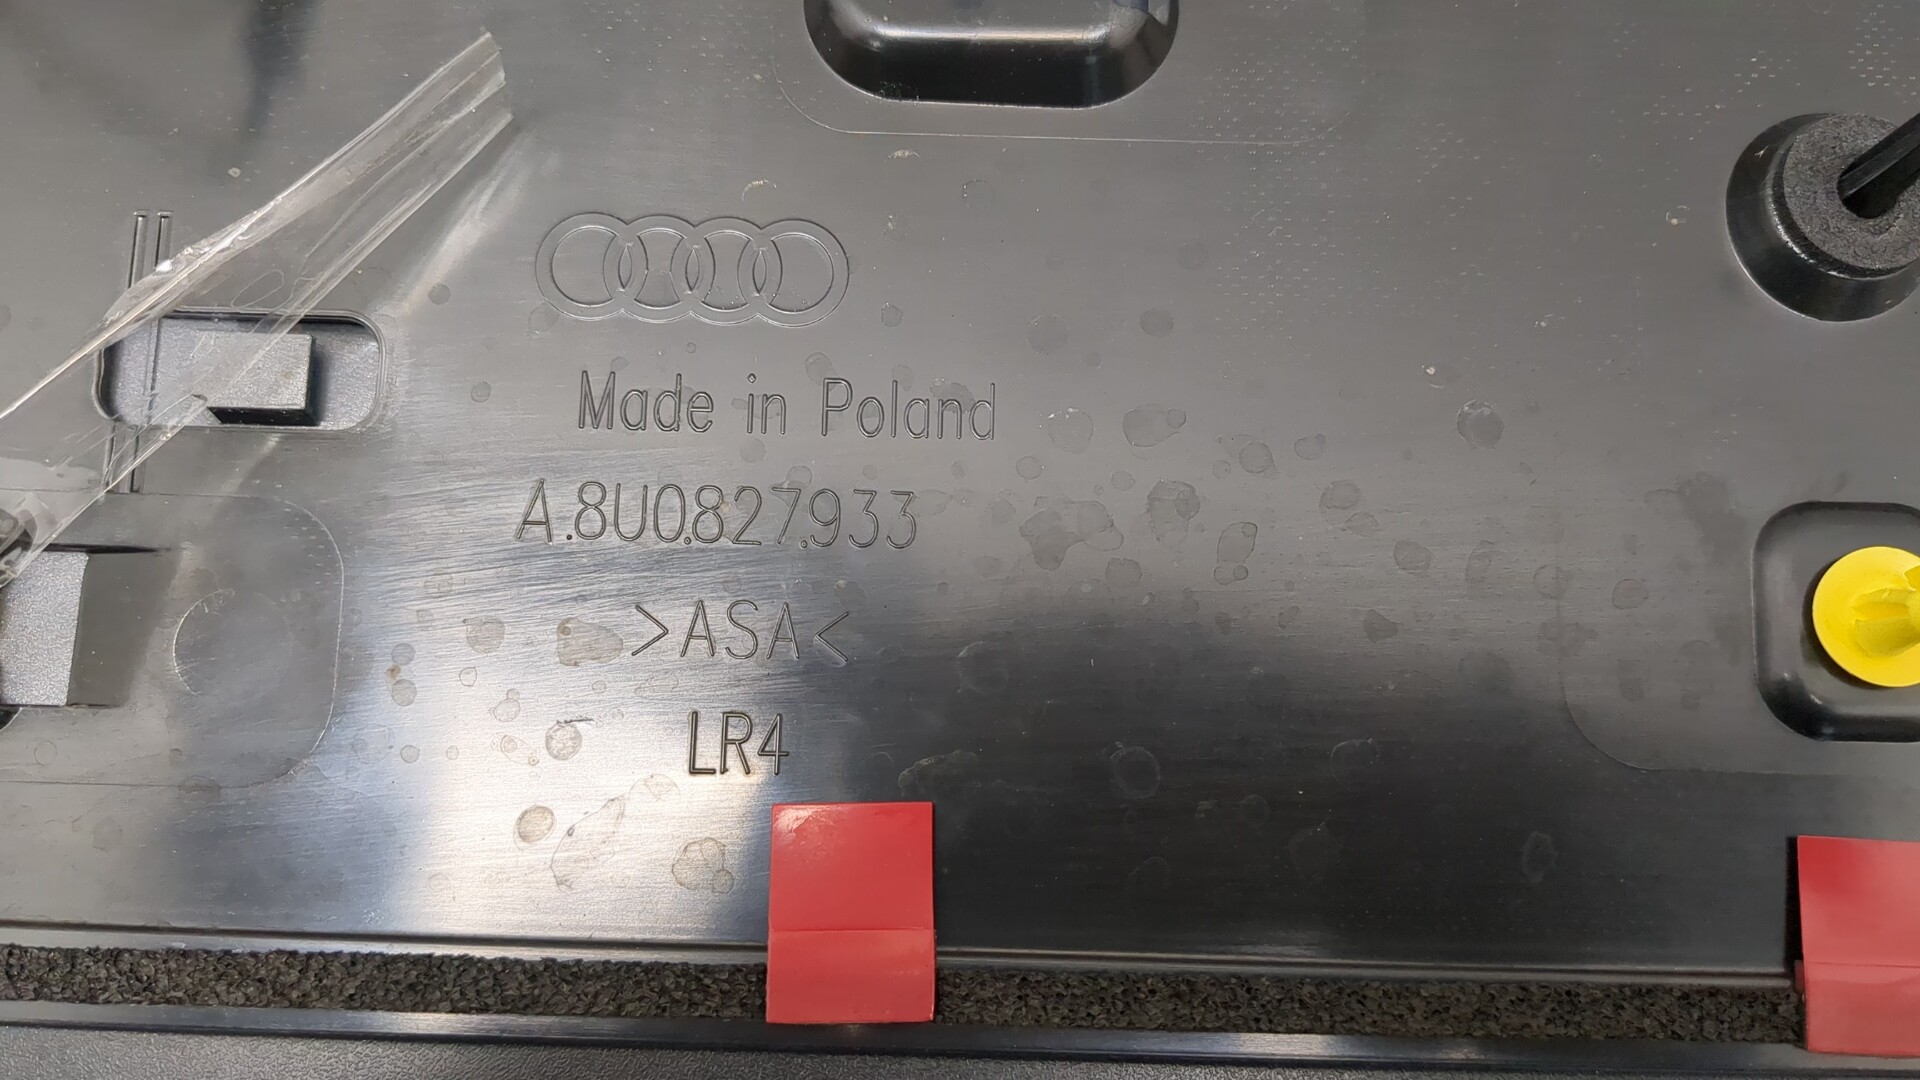 Made in Poland
A.8U0.827.933
>ASA<
LR4